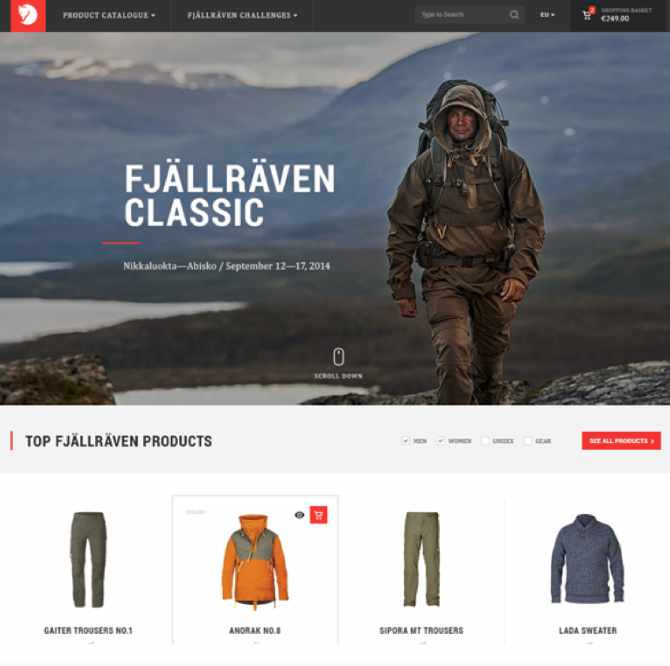 PRODUCT CATALOGUE
FJÄLLRÄVEN CHALLENGES
Type to Search
EU
2
SHOPPING BASKET
€249.00
FJÄLLRÄVEN
CLASSIC
Nikkaluokta—Abisko / September 12—17, 2014
SCROLL DOWN
TOP FJÄLLRÄVEN PRODUCTS
MEN
WOMEN
UNISEX
GEAR
SEE ALL PRODUCTS
GAITER TROUSERS NO.1
ANORAK NO.8
SIPORA MT TROUSERS
LADA SWEATER